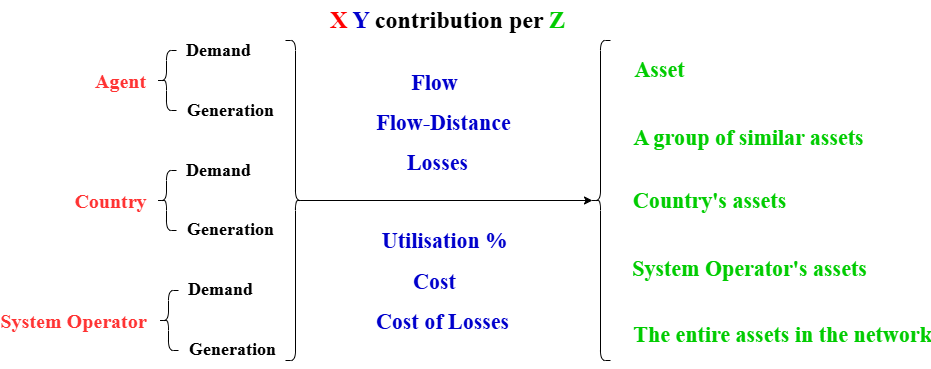 X Y contribution per Z
Agent
Demand
Generation
Country
Demand
Generation
System Operator
Demand
Generation
Flow
Flow-Distance
Losses
Utilisation %
Cost
Cost of Losses
Asset
A group of similar assets
Country's assets
System Operator's assets
The entire assets in the network